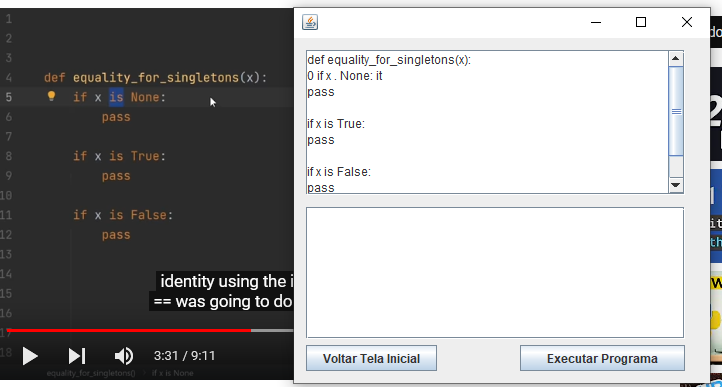 1
2
3
4 def equality_for_singletons(x):
5 if x is None:
6 pass
7
8 if x is True:
9 pass
10
11 if x is False:
12 pass
13
14
15
18
identity using the i
== was going to do
3:31 / 9:11
equality_for_singletons() › if x is None
def equality_for_singletons(x):
0 if x . None: it
pass
if x is True:
pass
if x is False:
pass
Voltar Tela Inicial
Executar Programa
do
2
it
th